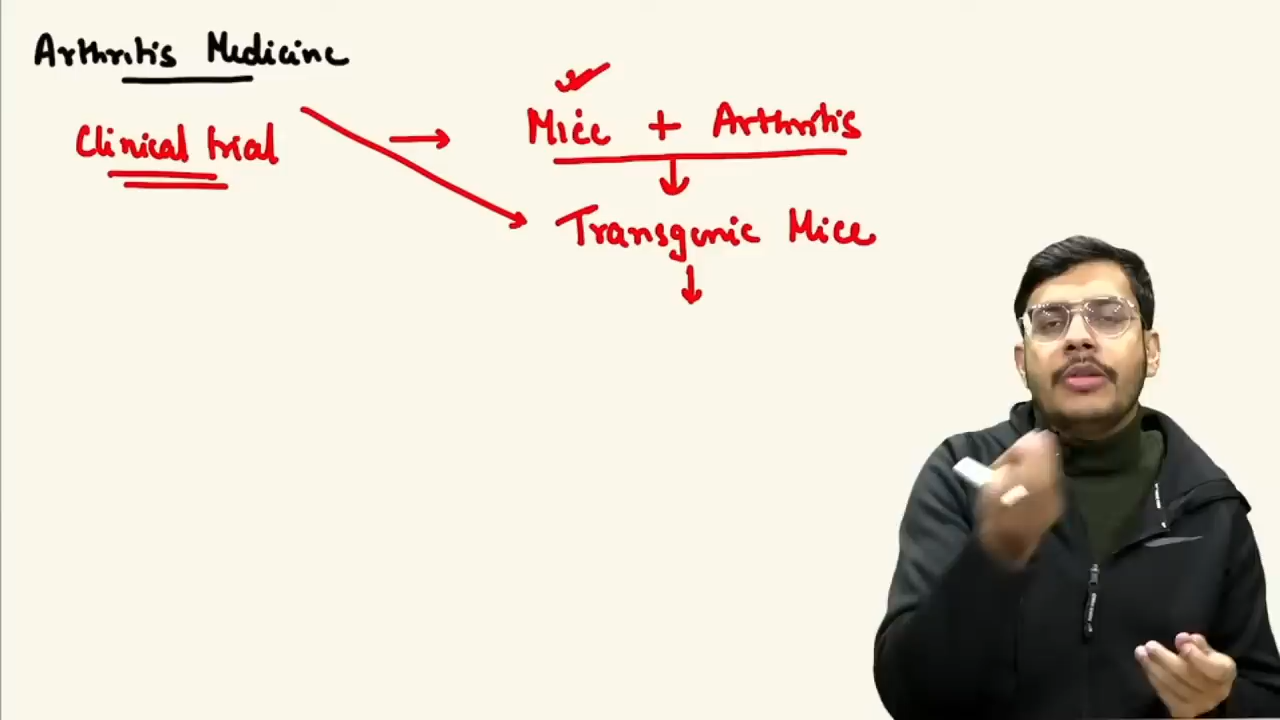 Arthritis Medicine
Clinical trial → Mice + Arthritis
↓
Transgenic Mice
↓